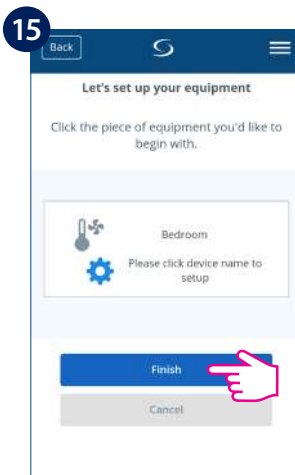 15
Back
Let's set up your equipment
Click the piece of equipment you'd like to
begin with.
Bedroom
Please click device name to
setup
Finish
Cancel